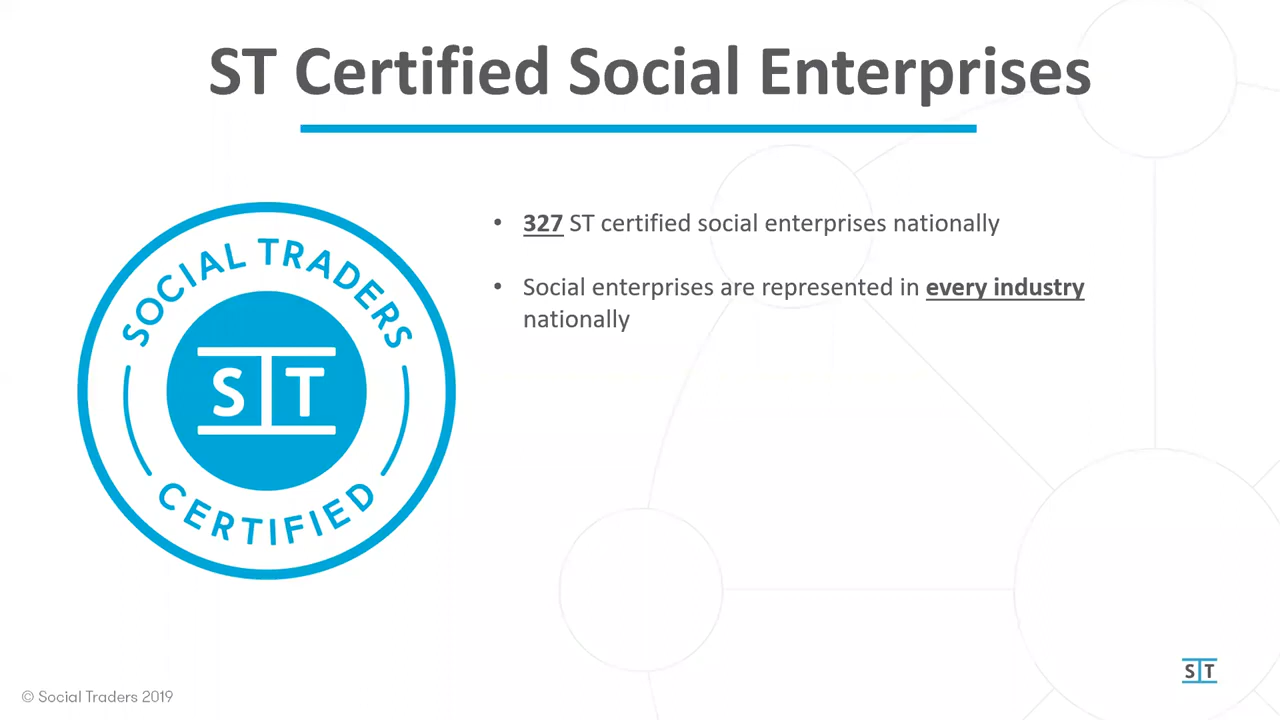 ST Certified Social Enterprises
SOCIAL TRADERS
ST
CERTIFIED
• 327 ST certified social enterprises nationally
• Social enterprises are represented in every industry
nationally
© Social Traders 2019
ST